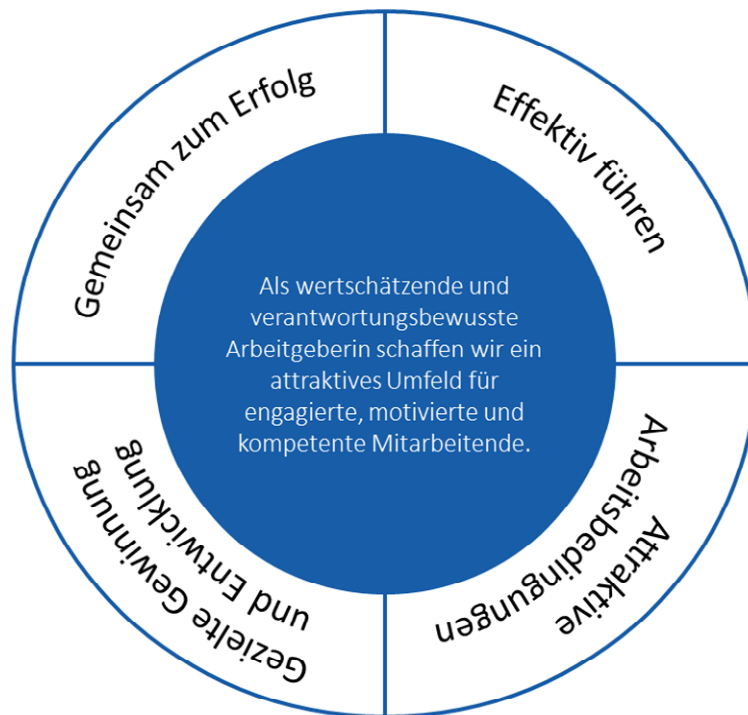 Gemeinsam zum Erfolg
Effektiv führen
Als wertschätzende und
verantwortungsbewusste
Arbeitgeberin schaffen wir ein
attraktives Umfeld für
engagierte, motivierte und
kompetente Mitarbeitende.
Gezielte Gewinnung
und Entwicklung
Attraktive
Arbeitsbedingungen